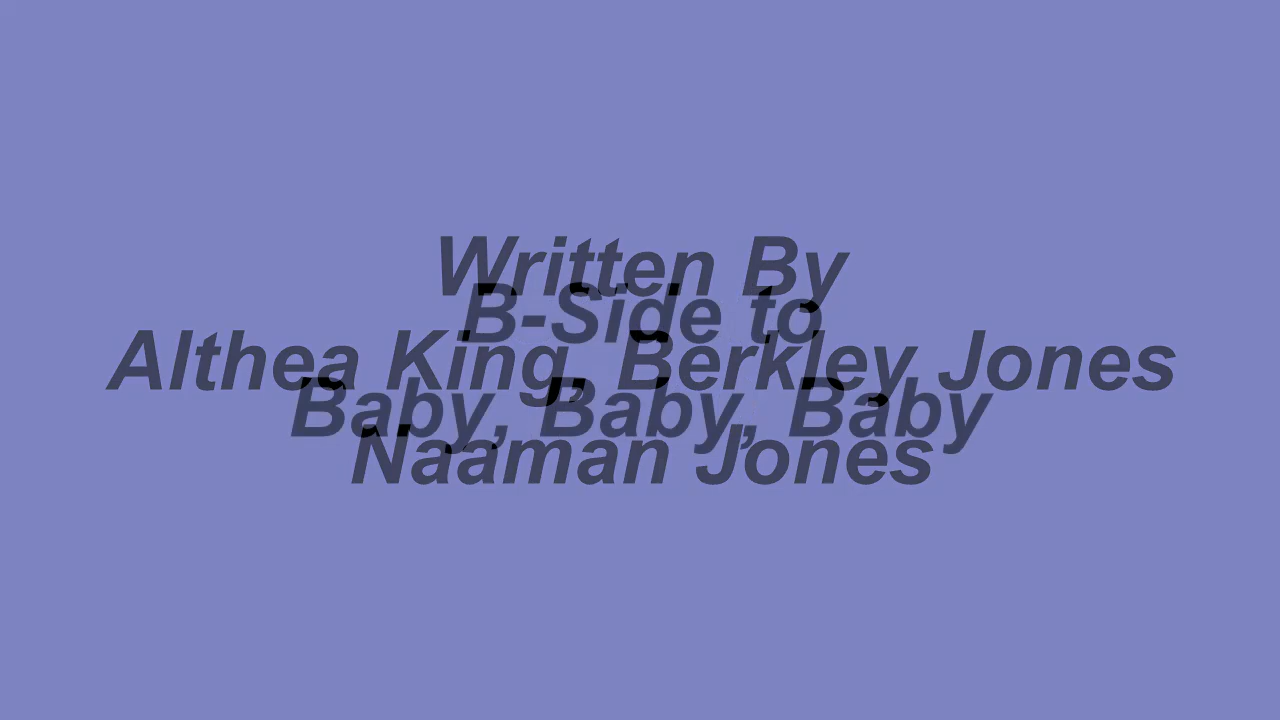 Written By
B-Side to
Althea King, Berkley Jones
Baby, Baby, Baby
Naaman Jones